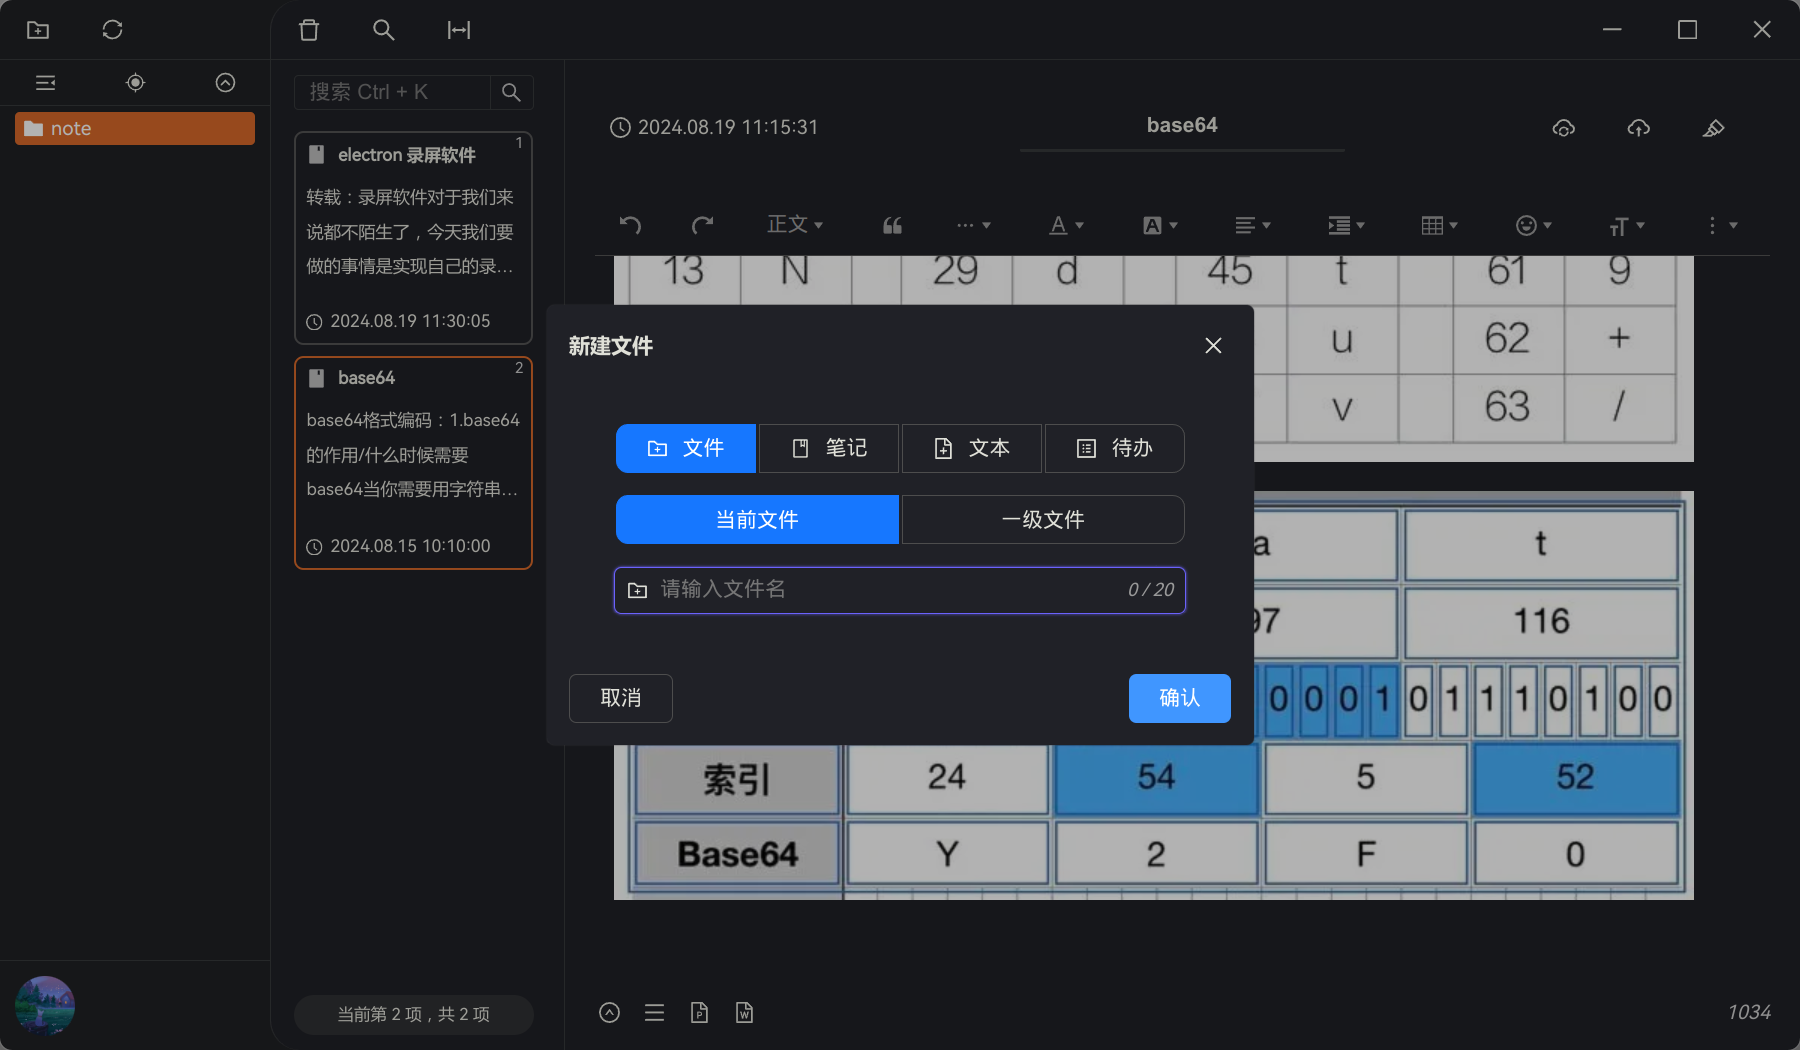 note
搜索 Ctrl + K
electron 录屏软件
1
转载：录屏软件对于我们来
说都不陌生了，今天我们要
做的事情是实现自己的录…
2024.08.19 11:30:05
base64
2
base64格式编码：1.base64
的作用/什么时候需要
base64当你需要用字符串…
2024.08.15 10:10:00
当前第 2 项，共 2 项
2024.08.19 11:15:31
base64
正文
13 N 29 d 45 t 61 9
u 62 +
v 63 /
新建文件
文件 笔记 文本 待办
当前文件 一级文件
请输入文件名 0 / 20
取消 确认
a t
97 116
0 0 0 1 0 1 1 1 0 1 0 0
索引 24 54 5 52
Base64 Y 2 F 0
1034